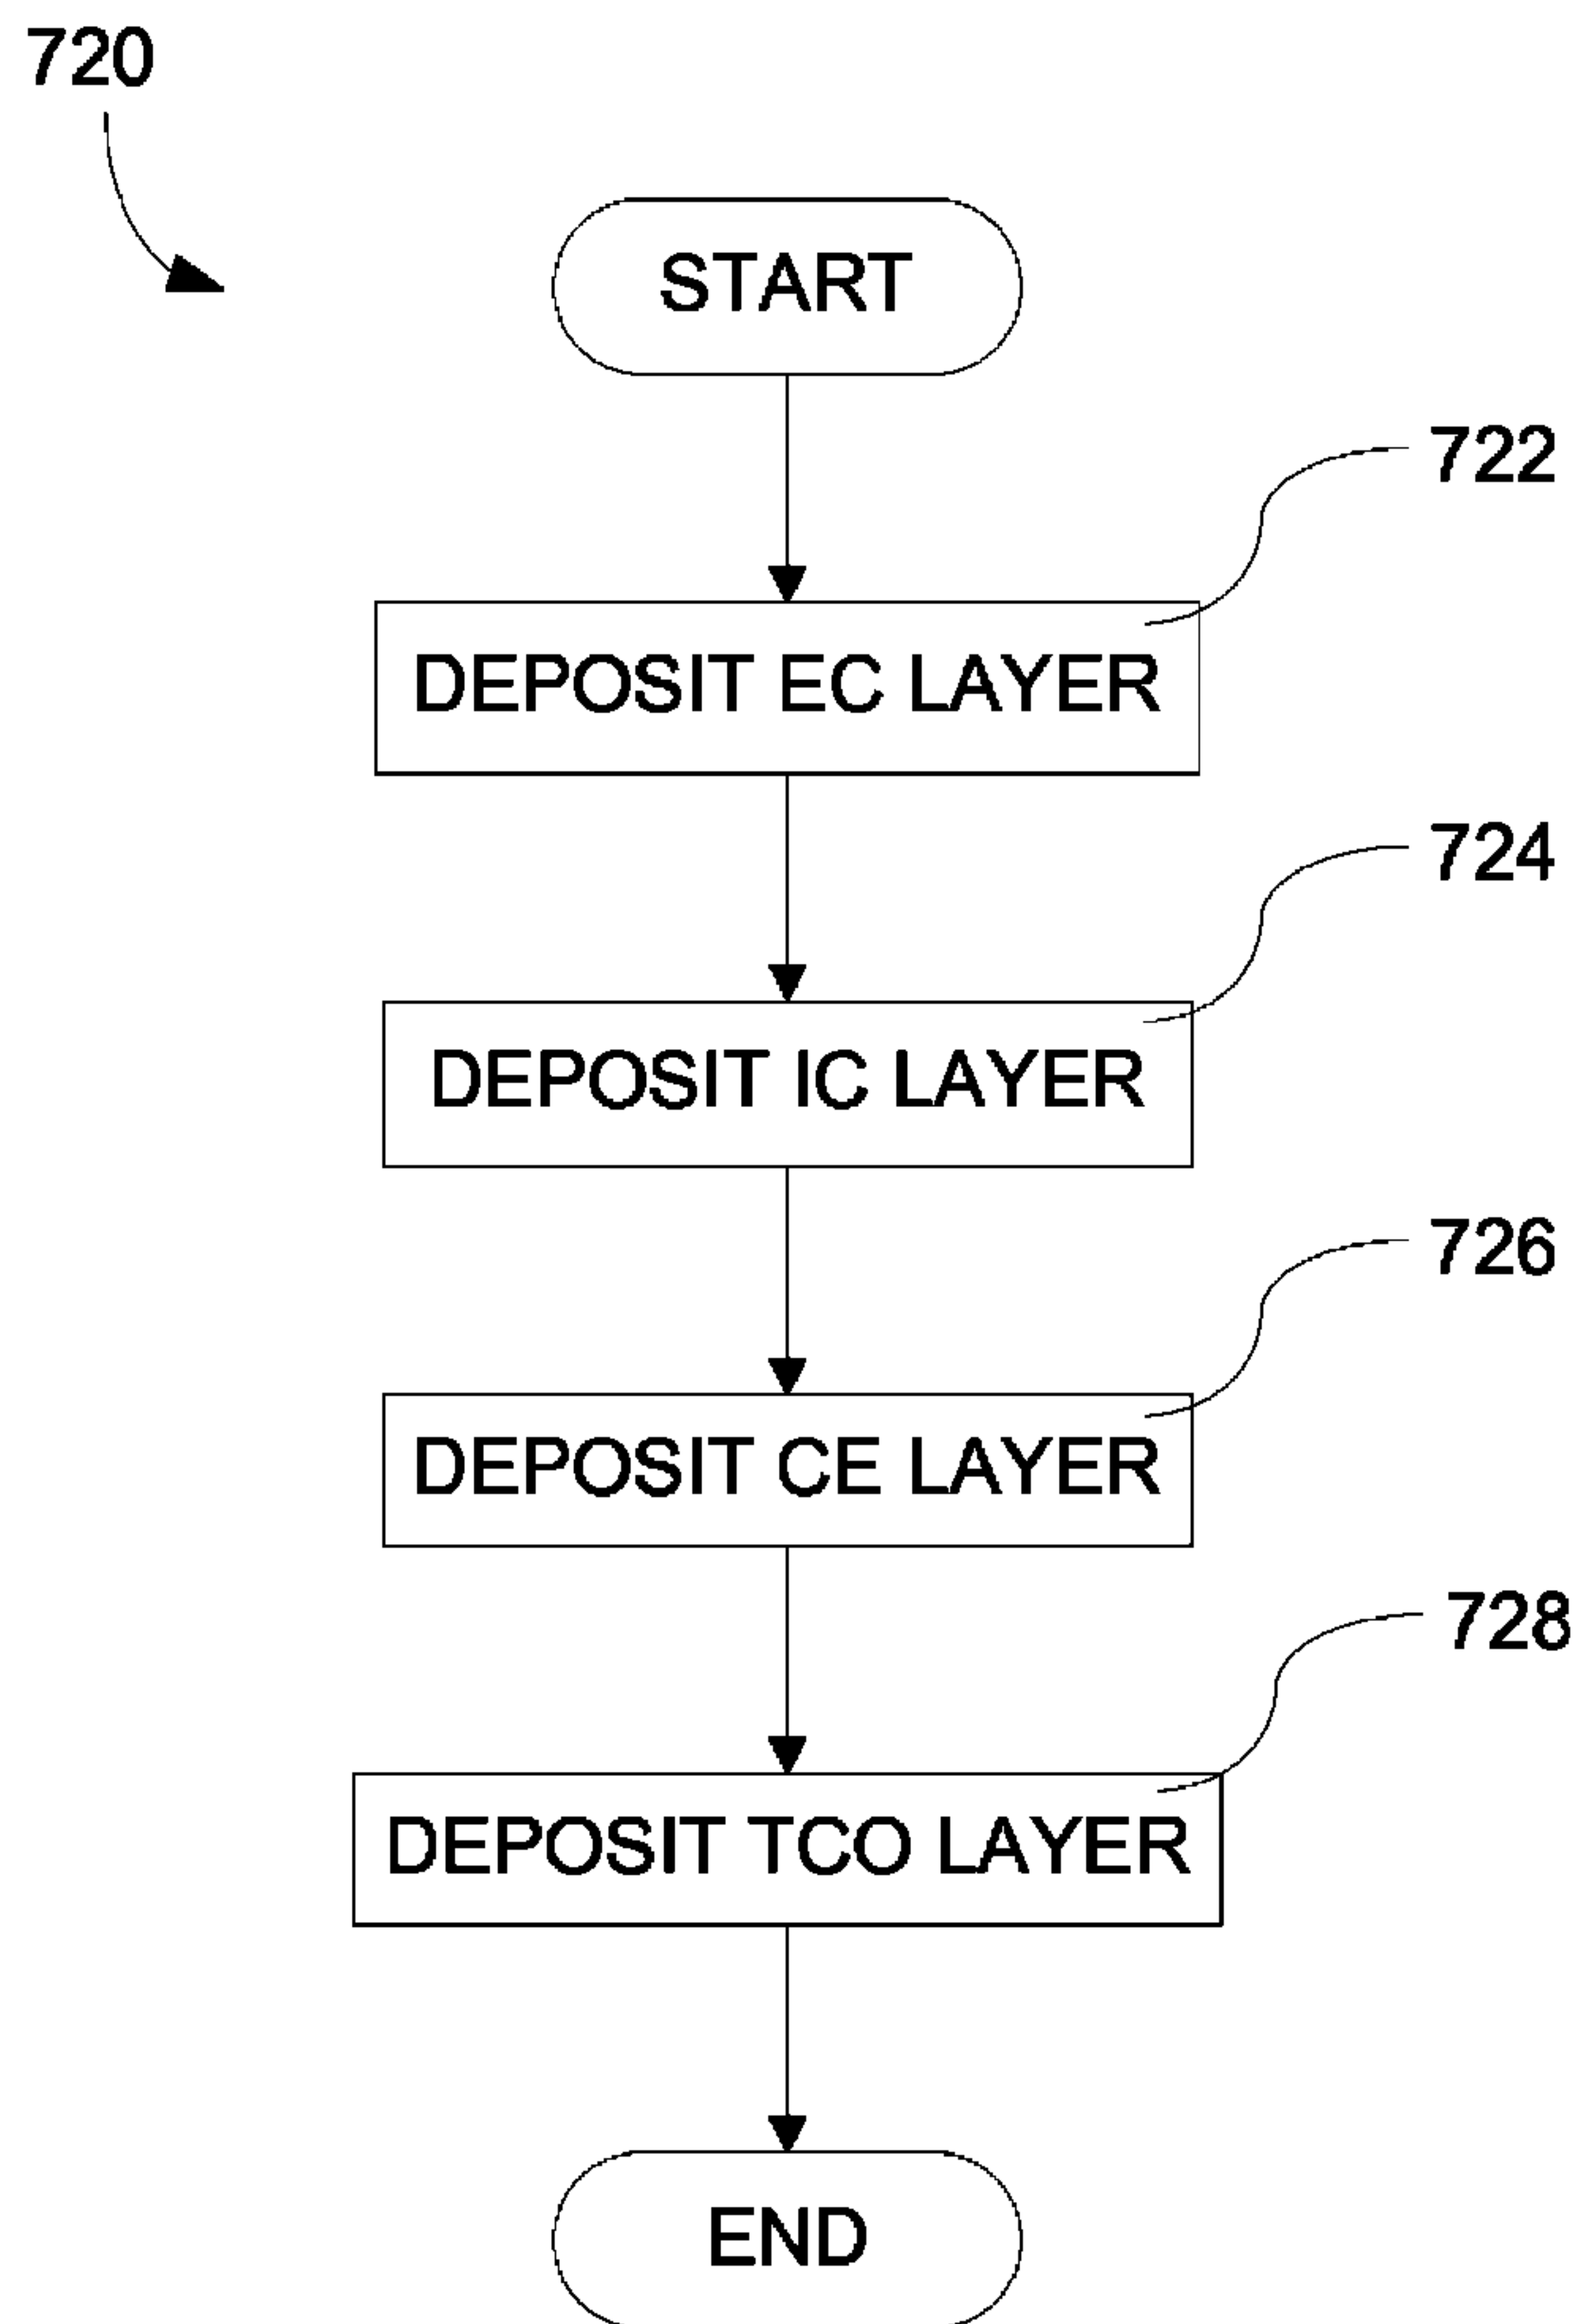 720
START
722
DEPOSIT EC LAYER
724
DEPOSIT IC LAYER
726
DEPOSIT CE LAYER
728
DEPOSIT TCO LAYER
END